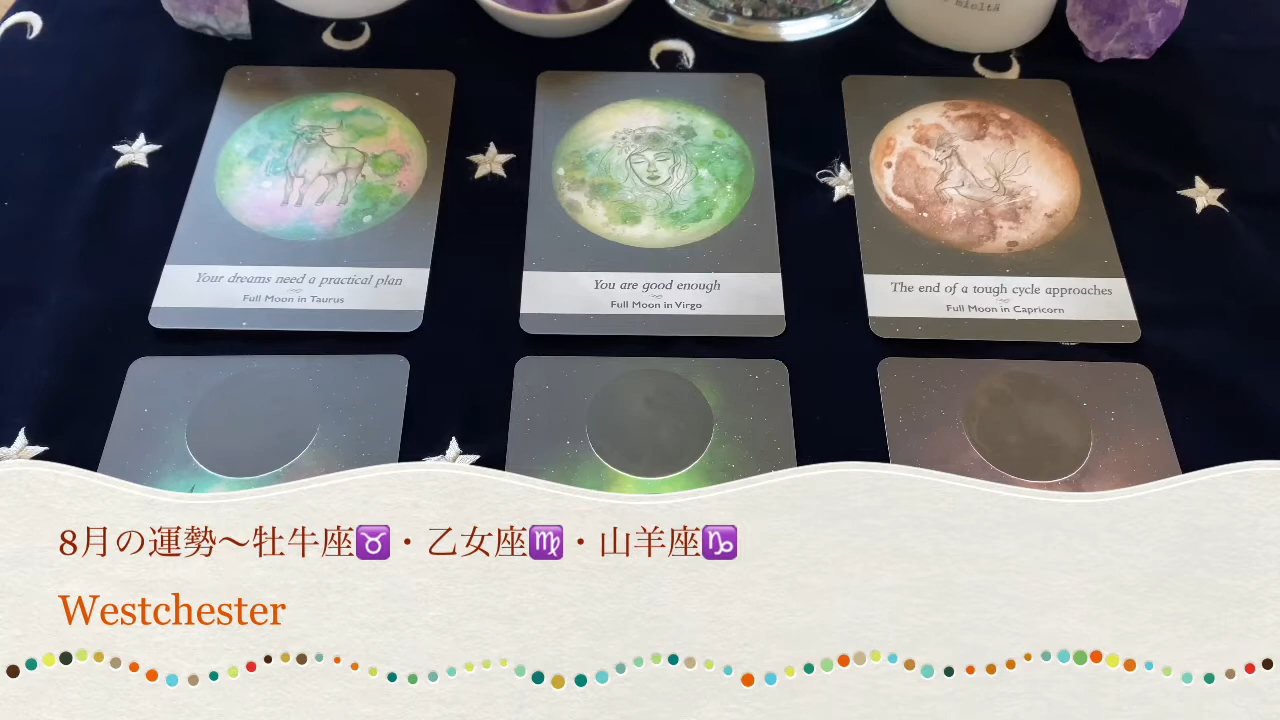 melts
Your dreams need a practical plan
Full Moon in Taurus
You are good enough
Full Moon in Virgo
The end of a tough cycle approaches
Full Moon in Capricorn
8月の運勢〜牡牛座♉・乙女座♍・山羊座♑
Westchester